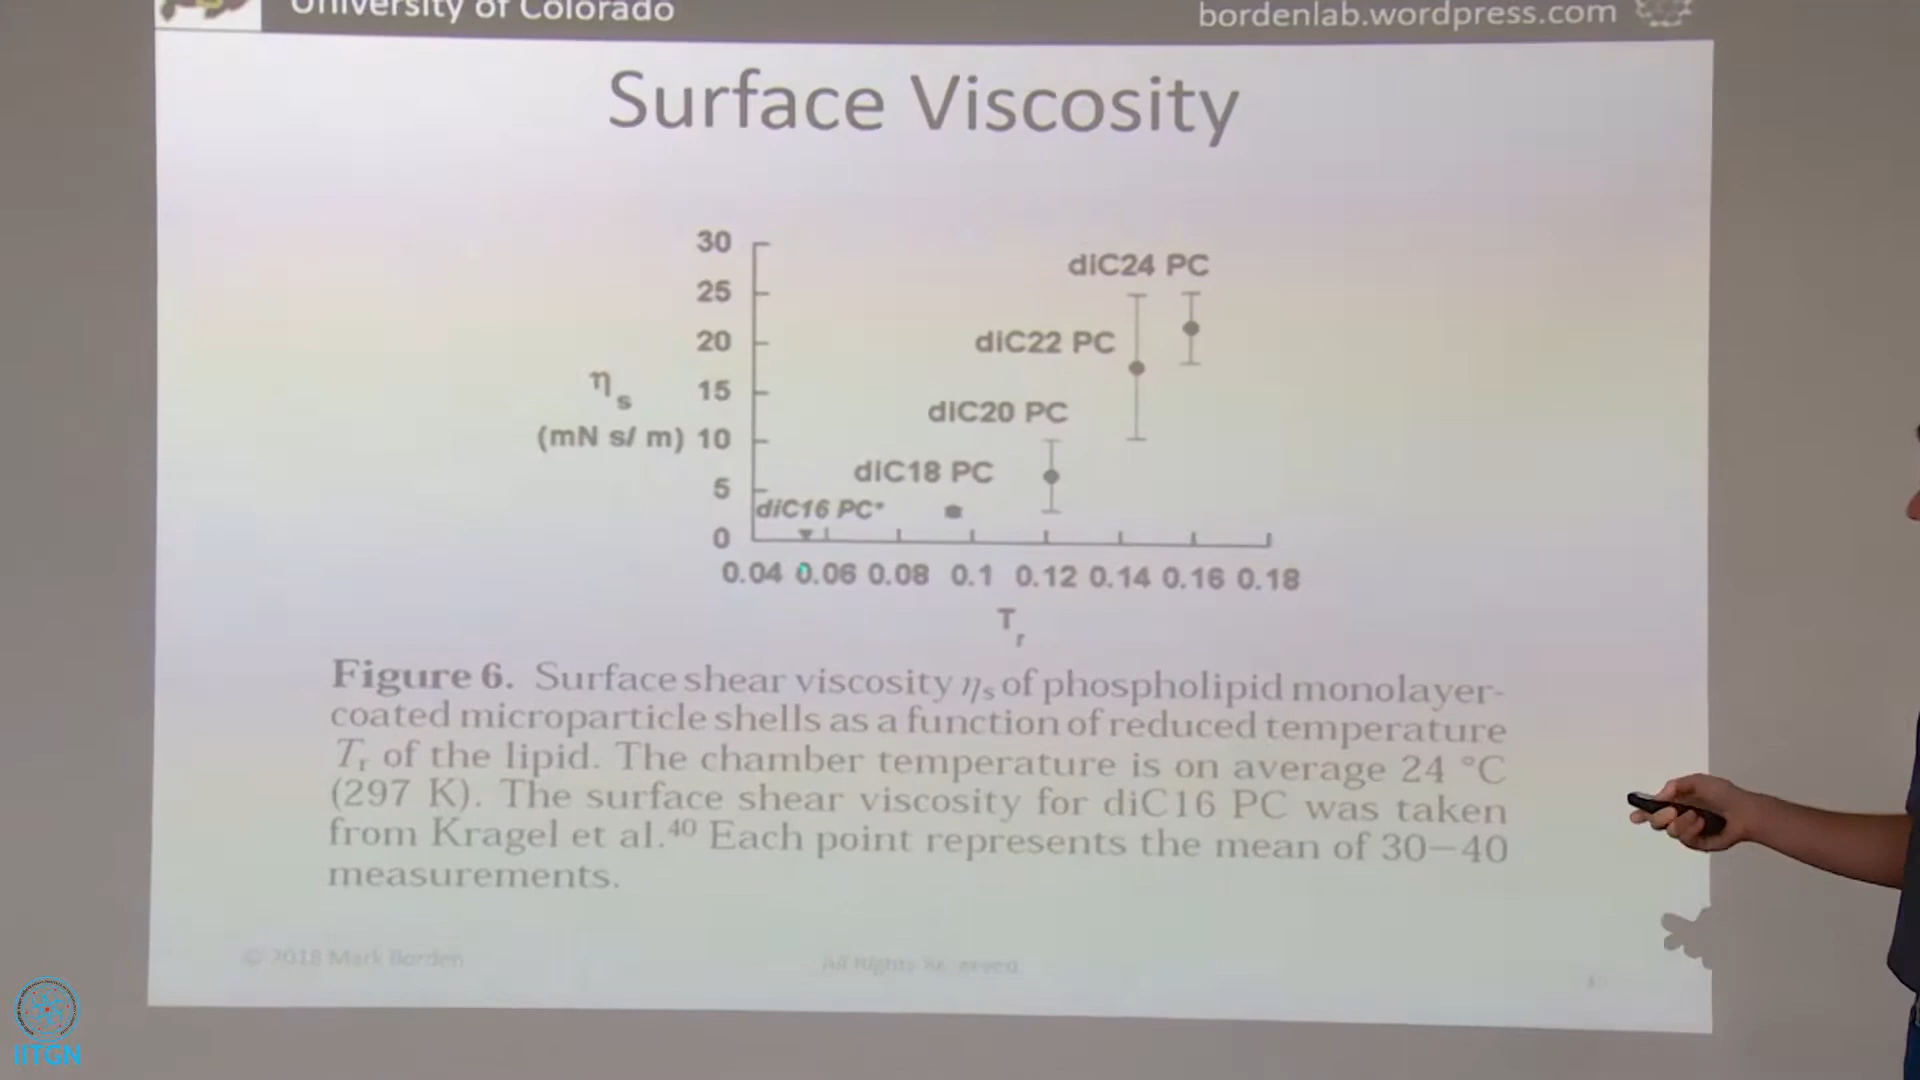 University of Colorado
bordenlab.wordpress.com
Surface Viscosity
30
25
20
15
10
5
0
ηs
(mN s/ m)
diC24 PC
diC22 PC
diC20 PC
diC18 PC
diC16 PC*
0.04 0.06 0.08 0.1 0.12 0.14 0.16 0.18
Tr
Figure 6. Surface shear viscosity ηs of phospholipid monolayer-
coated microparticle shells as a function of reduced temperature
Tr of the lipid. The chamber temperature is on average 24 °C
(297 K). The surface shear viscosity for diC16 PC was taken
from Kragel et al.40 Each point represents the mean of 30–40
measurements.
© 2018 Mark Borden
All Rights Reserved
IITGN